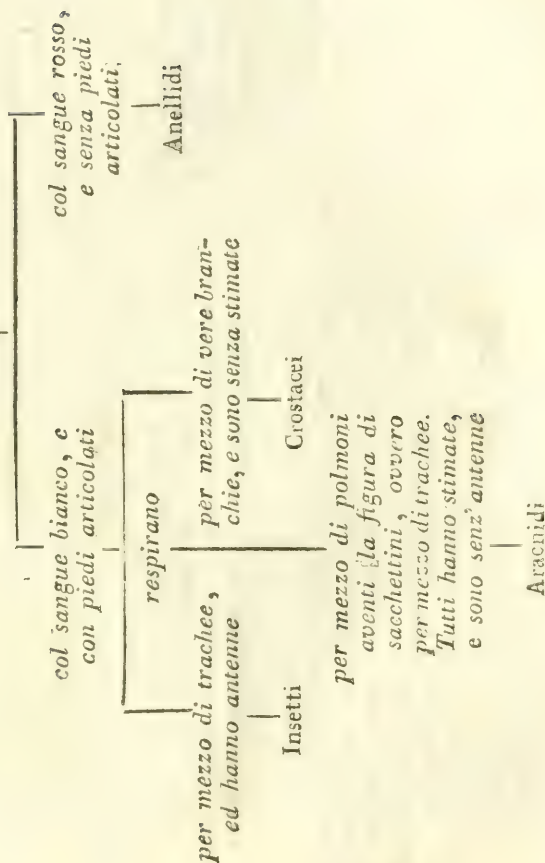 col sangue bianco, e
con piedi articolati
col sangue rosso,
e senza piedi
articolati.
Anellidi
respirano
per mezzo di trachee,
ed hanno antenne
Insetti
per mezzo di vere bran-
chie, e sono senza stimate
Crostacei
per mezzo di polmoni
aventi la figura di
sacchettini, ovvero
per mezzo di trachee.
Tutti hanno stimate,
e sono senz' antenne
Aracnidi